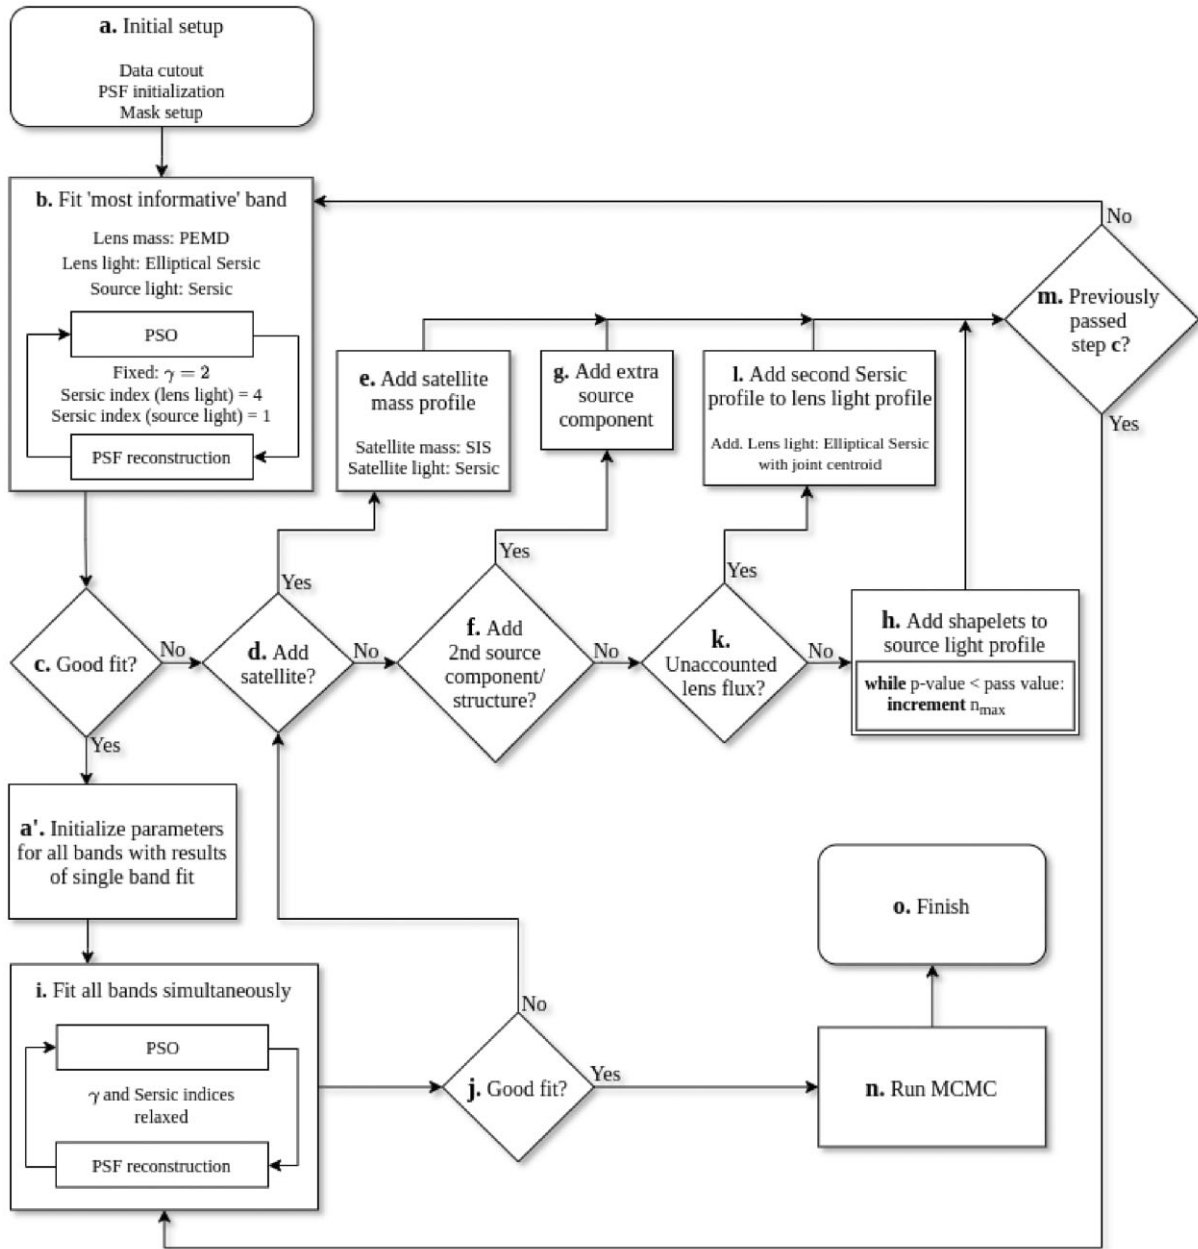 a. Initial setup
Data cutout
PSF initialization
Mask setup
b. Fit 'most informative' band
Lens mass: PEMD
Lens light: Elliptical Sersic
Source light: Sersic
PSO
Fixed: γ = 2
Sersic index (lens light) = 4
Sersic index (source light) = 1
PSF reconstruction
No
m. Previously
passed
step c?
Yes
e. Add satellite
mass profile
Satellite mass: SIS
Satellite light: Sersic
g. Add extra
source
component
l. Add second Sersic
profile to lens light profile
Add. Lens light: Elliptical Sersic
with joint centroid
c. Good fit?
No
Yes
d. Add
satellite?
Yes
No
f. Add
2nd source
component/
structure?
Yes
No
k.
Unaccounted
lens flux?
Yes
No
h. Add shapelets to
source light profile
while p-value < pass value:
increment nmax
a'. Initialize parameters
for all bands with results
of single band fit
i. Fit all bands simultaneously
PSO
γ and Sersic indices
relaxed
PSF reconstruction
No
j. Good fit?
Yes
n. Run MCMC
o. Finish